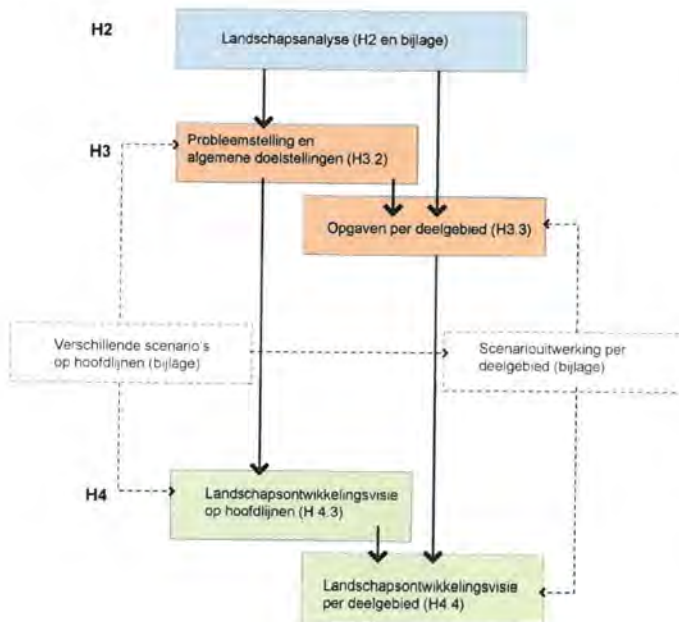 H2
Landschapsanalyse (H2 en bijlage)
H3
Probleemstelling en
algemene doelstellingen (H3.2)
Opgaven per deelgebied (H3.3)
Verschillende scenario's
op hoofdlijnen (bijlage)
Scenariouitwerking per
deelgebied (bijlage)
H4
Landschapsontwikkelingsvisie
op hoofdlijnen (H 4.3)
Landschapsontwikkelingsvisie
per deelgebied (H4.4)